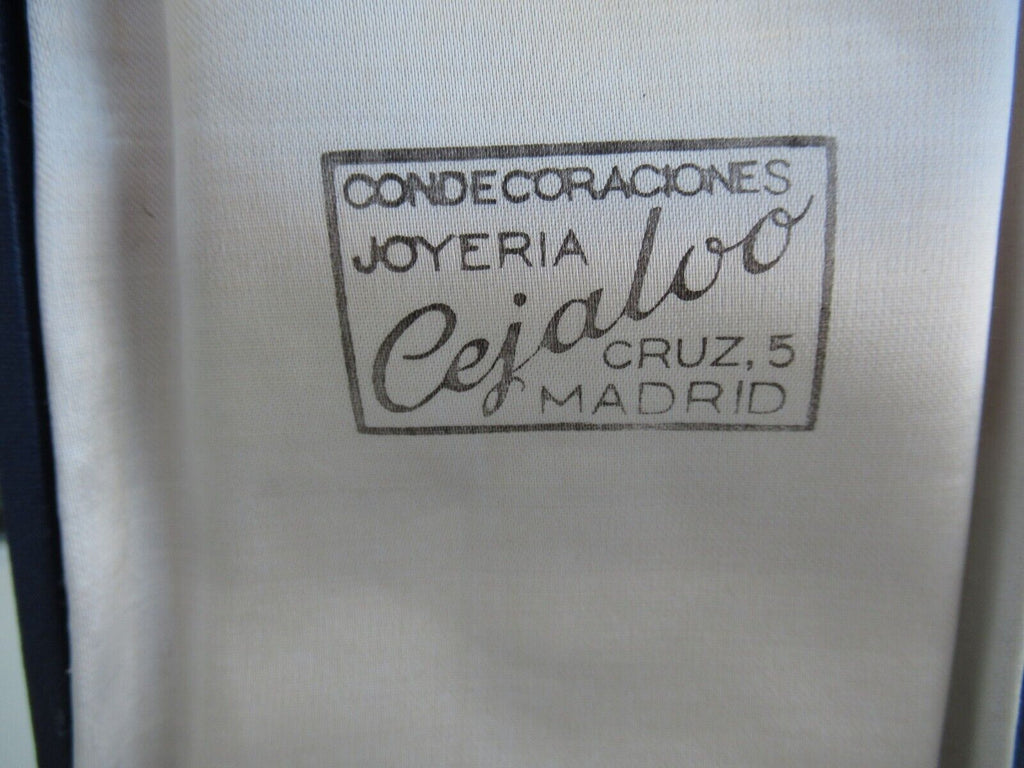 CONDECORACIONES
JOYERIA
Cejalvo
CRUZ, 5
MADRID